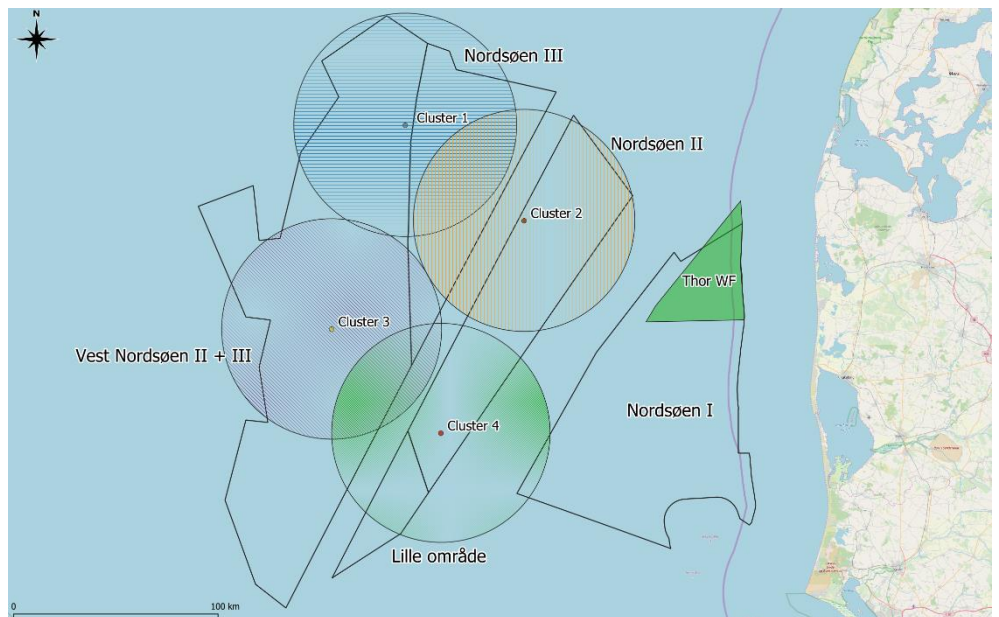 N
Nordsøen III
Cluster 1
Nordsøen II
Cluster 2
Thor WF
Cluster 3
Vest Nordsøen II + III
Nordsøen I
Cluster 4
Lille område
0
100 km